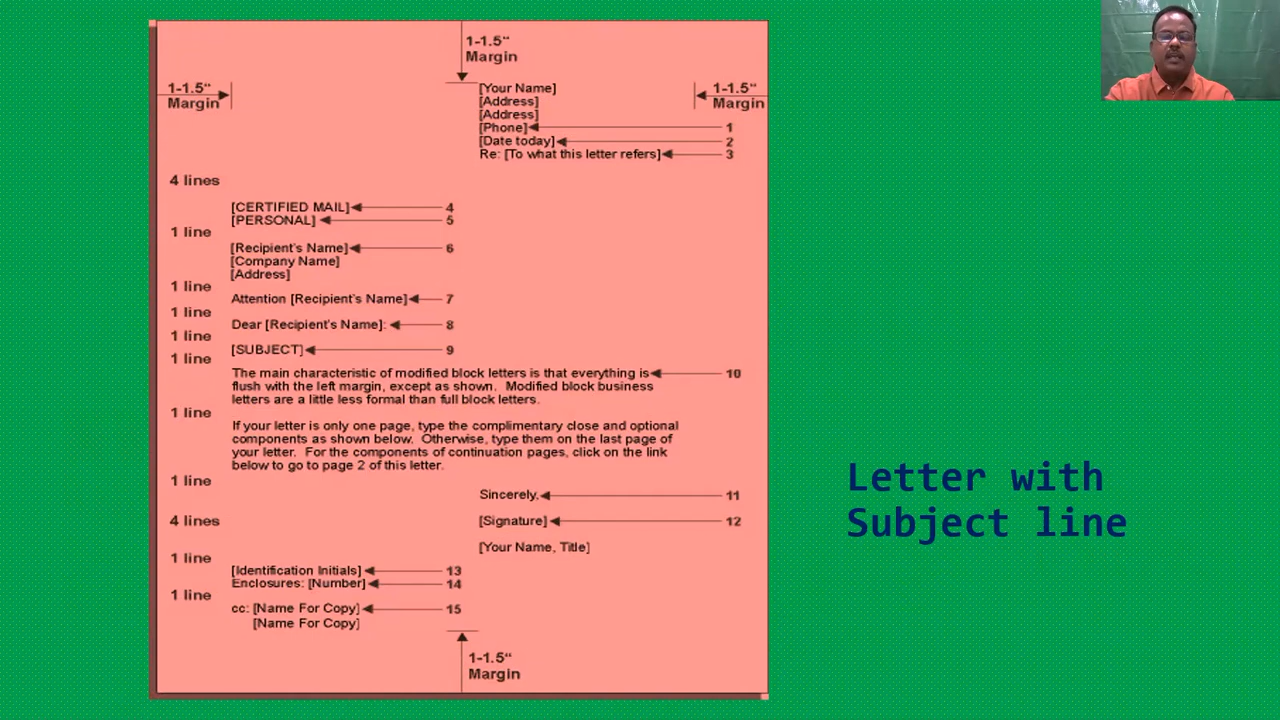 1-1.5"
Margin
1-1.5"
Margin
1-1.5"
Margin
[Your Name]
[Address]
[Address]
[Phone] 1
[Date today] 2
Re: [To what this letter refers] 3
4 lines
[CERTIFIED MAIL] 4
[PERSONAL] 5
1 line
[Recipient's Name] 6
[Company Name]
[Address]
1 line
Attention [Recipient's Name] 7
1 line
Dear [Recipient's Name]: 8
1 line
[SUBJECT] 9
1 line
The main characteristic of modified block letters is that everything is 10
flush with the left margin, except as shown. Modified block business
letters are a little less formal than full block letters.
1 line
If your letter is only one page, type the complimentary close and optional
components as shown below. Otherwise, type them on the last page of
your letter. For the components of continuation pages, click on the link
below to go to page 2 of this letter.
1 line
Sincerely, 11
4 lines
[Signature] 12
[Your Name, Title]
1 line
[Identification Initials] 13
Enclosures: [Number] 14
1 line
cc: [Name For Copy] 15
[Name For Copy]
1-1.5"
Margin
Letter with
Subject line